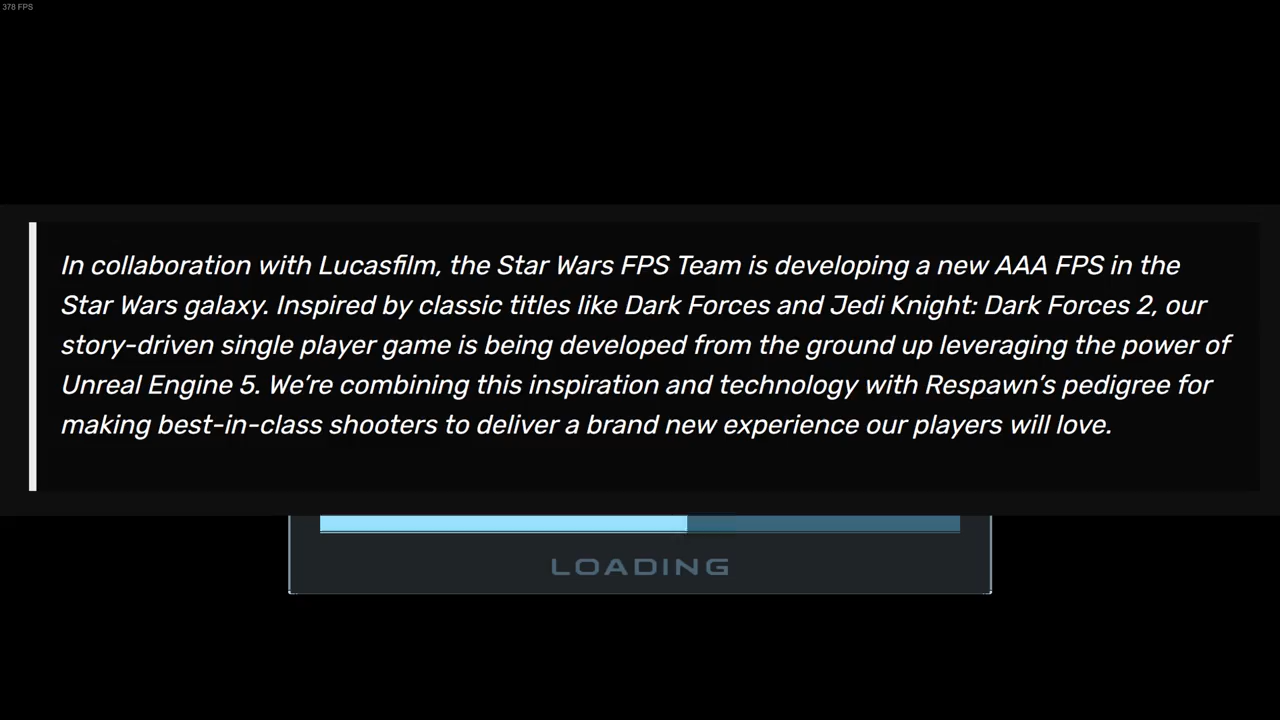 378 FPS
In collaboration with Lucasfilm, the Star Wars FPS Team is developing a new AAA FPS in the
Star Wars galaxy. Inspired by classic titles like Dark Forces and Jedi Knight: Dark Forces 2, our
story-driven single player game is being developed from the ground up leveraging the power of
Unreal Engine 5. We’re combining this inspiration and technology with Respawn’s pedigree for
making best-in-class shooters to deliver a brand new experience our players will love.
LOADING